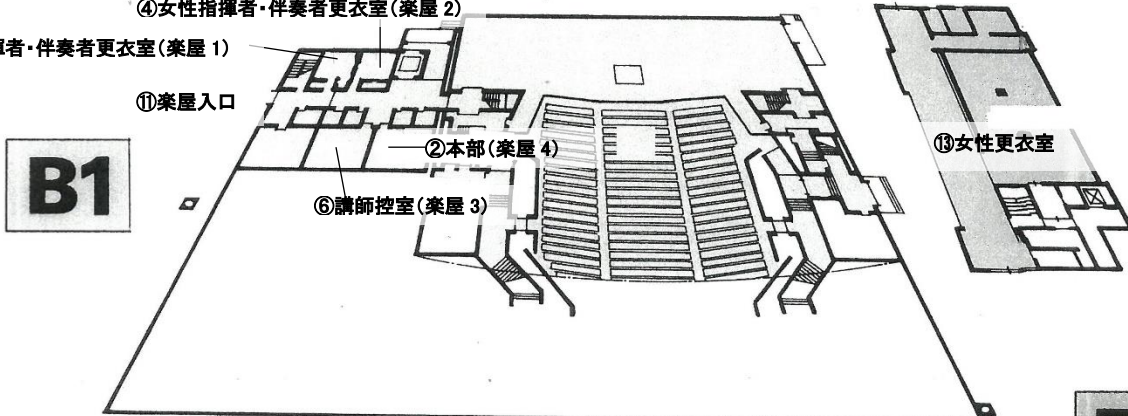 ④女性指揮者・伴奏者更衣室(楽屋 2)
揮者・伴奏者更衣室(楽屋 1)
⑪楽屋入口
②本部(楽屋 4)
⑬女性更衣室
B1
⑥講師控室(楽屋 3)